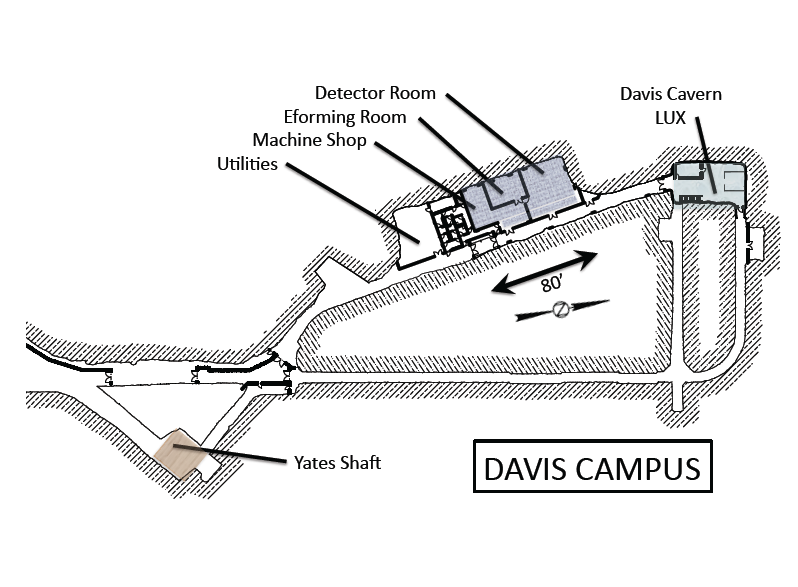 Detector Room
Eforming Room
Machine Shop
Utilities
Davis Cavern
LUX
80’
Z
Yates Shaft
DAVIS CAMPUS